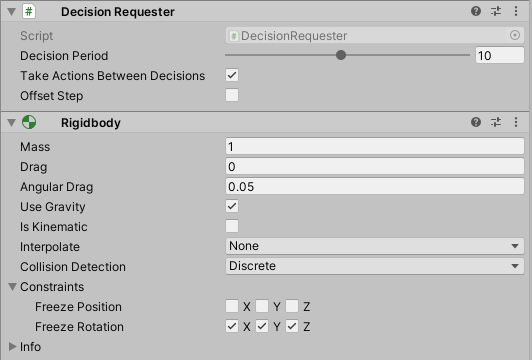 Decision Requester
Script # DecisionRequester
Decision Period 10
Take Actions Between Decisions
Offset Step
Rigidbody
Mass 1
Drag 0
Angular Drag 0.05
Use Gravity
Is Kinematic
Interpolate None
Collision Detection Discrete
Constraints
Freeze Position X Y Z
Freeze Rotation X Y Z
Info